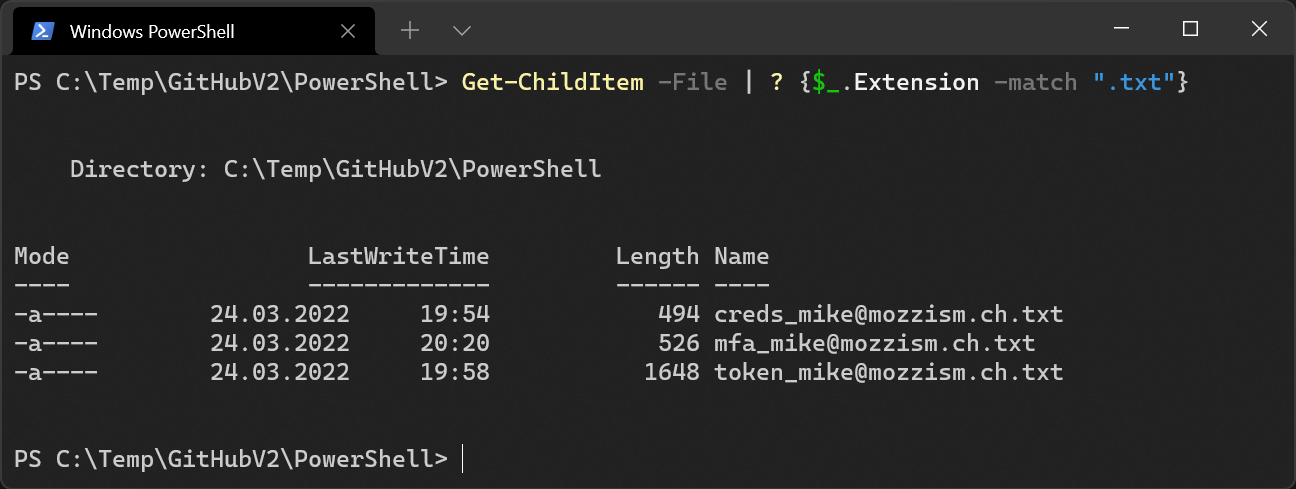 Windows PowerShell
PS C:\Temp\GitHubV2\PowerShell> Get-ChildItem -File | ? {$_.Extension -match ".txt"}
Directory: C:\Temp\GitHubV2\PowerShell
Mode LastWriteTime Length Name
---- ------------- ------ ----
-a---- 24.03.2022 19:54 494 creds_mike@mozzism.ch.txt
-a---- 24.03.2022 20:20 526 mfa_mike@mozzism.ch.txt
-a---- 24.03.2022 19:58 1648 token_mike@mozzism.ch.txt
PS C:\Temp\GitHubV2\PowerShell>